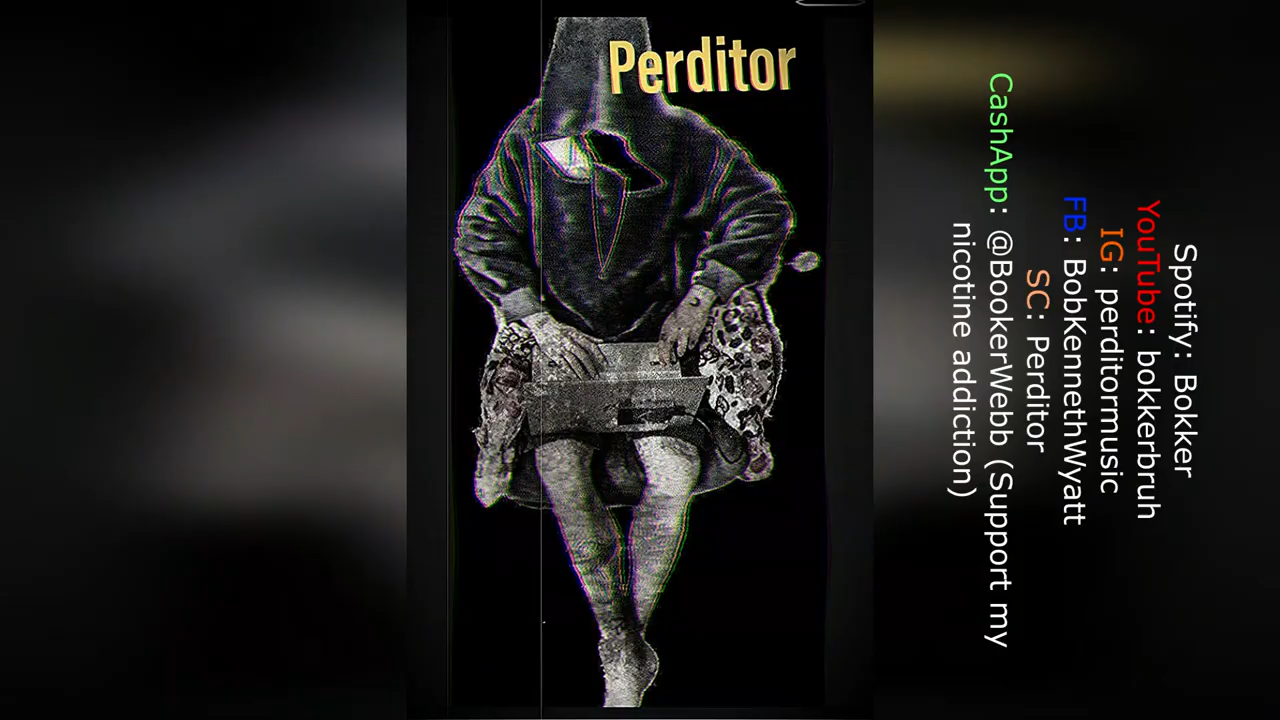 Perditor
Spotify: Bokker
YouTube: bokkerbruh
IG: perditormusic
FB: BobKennethWyatt
SC: Perditor
CashApp: @BookerWebb (Support my
nicotine addiction)